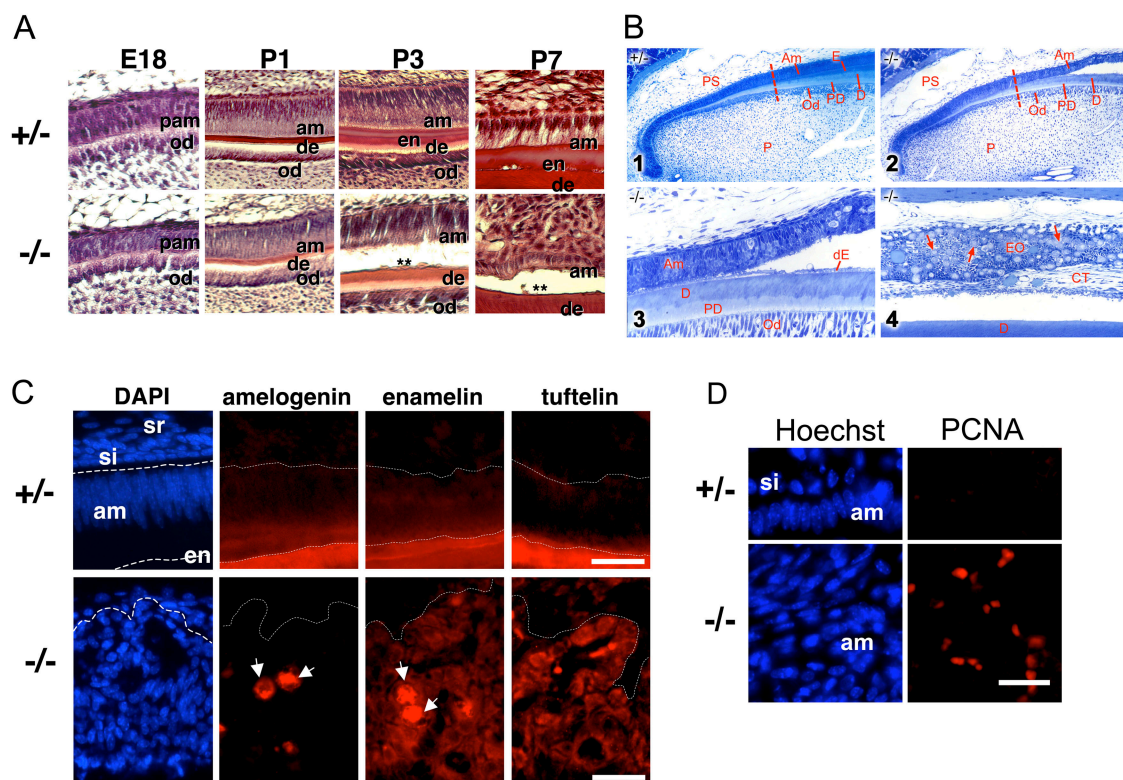 A
E18 P1 P3 P7
+/-
pam
od
am
de
od
am
en
de
od
am
en
de
-/-
pam
od
am
de
od
am
**
de
od
am
**
de
B
+/-
PS
Am
E
Od
PD
D
P
1
-/-
PS
Am
Od
PD
D
P
2
-/-
Am
dE
D
PD
Od
3
-/-
EO
CT
D
4
C
DAPI amelogenin enamelin tuftelin
+/-
sr
si
am
en
-/-
D
Hoechst PCNA
+/-
si
am
-/-
am